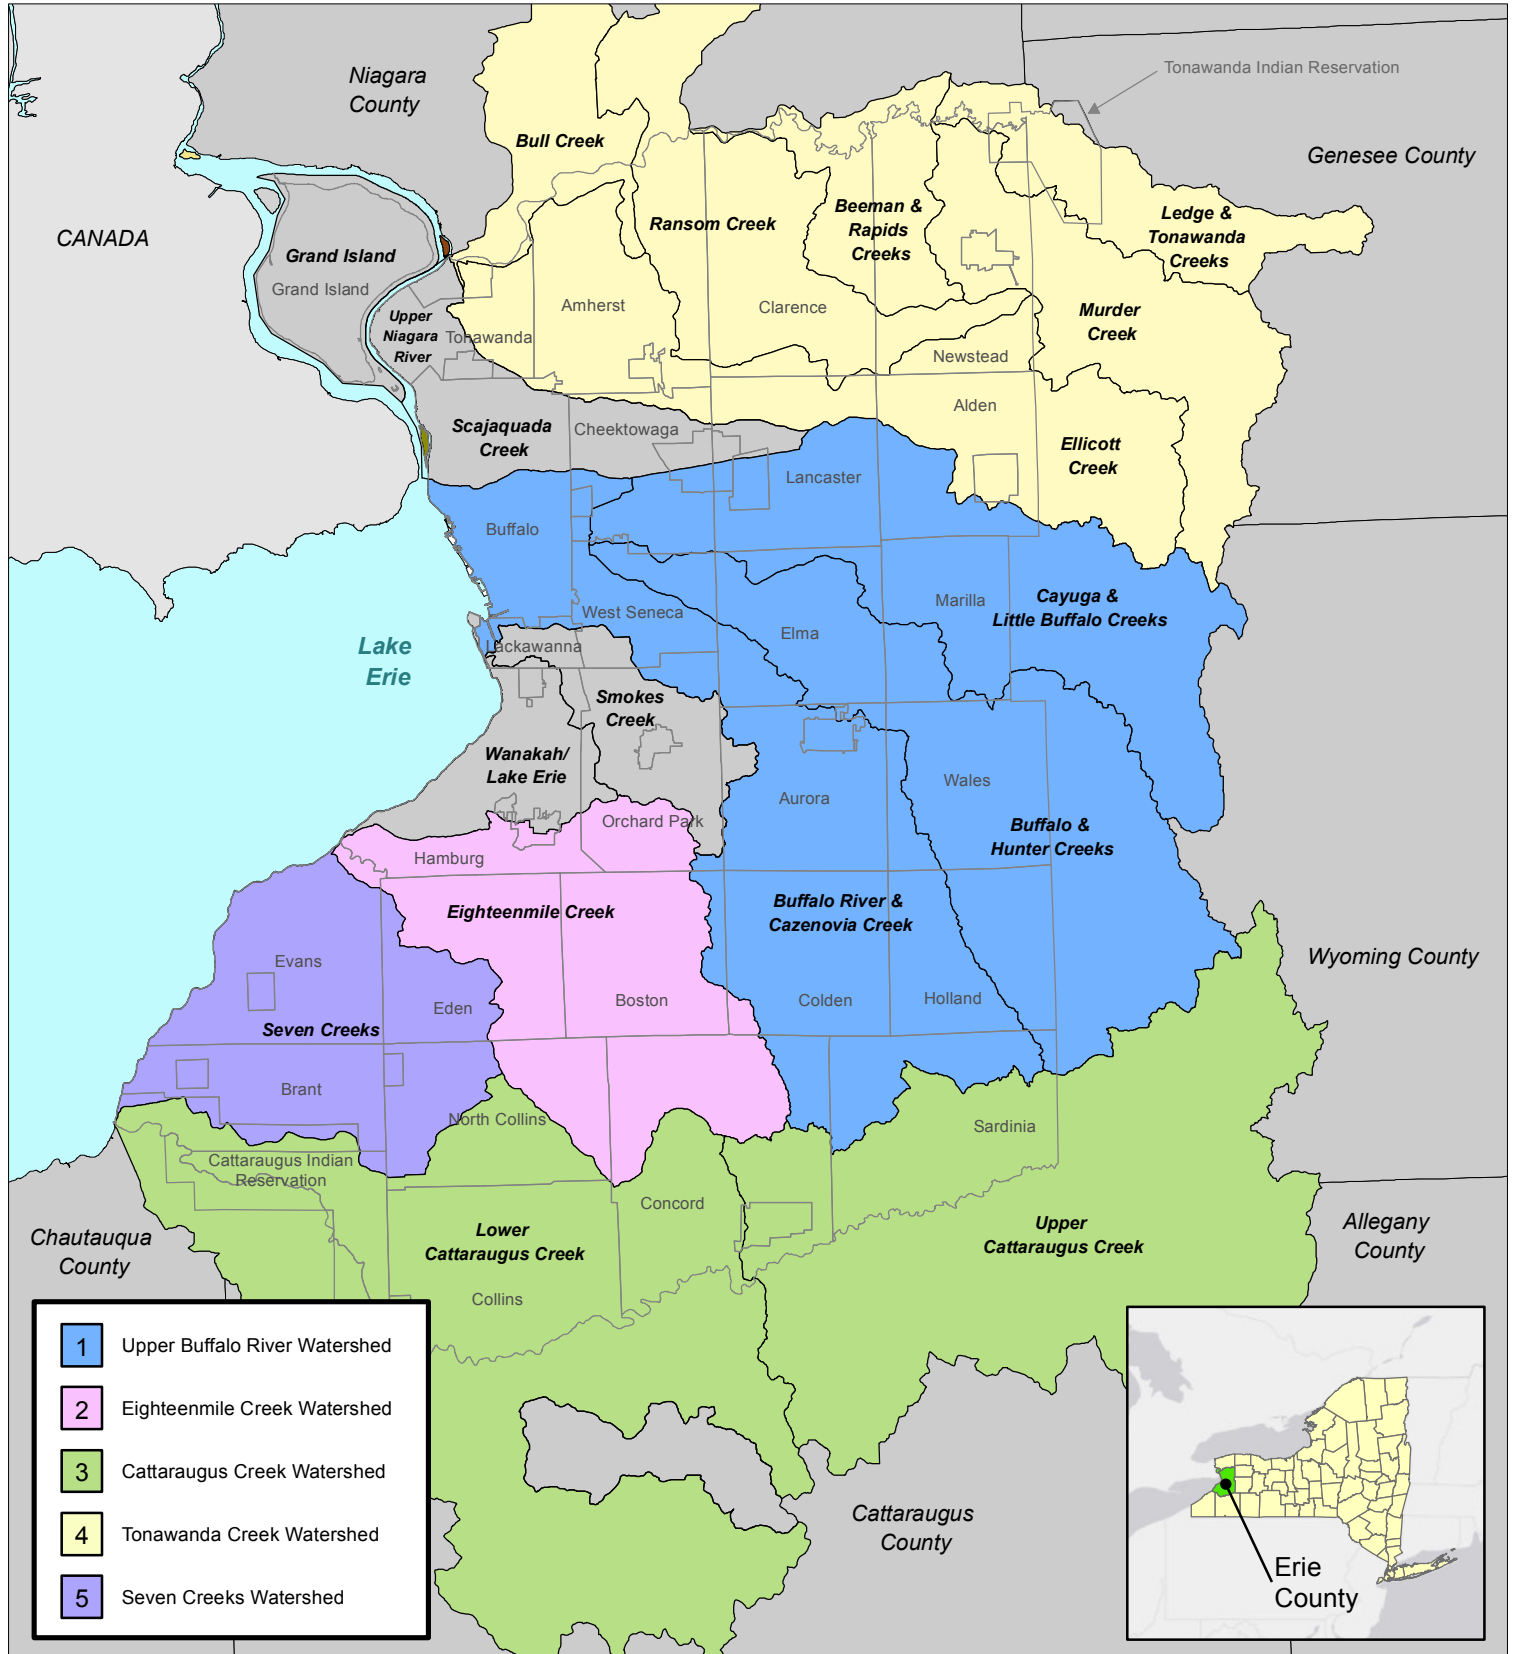 Niagara
County
Tonawanda Indian Reservation
Bull Creek
Genesee County
CANADA
Ransom Creek
Beeman &
Rapids
Creeks
Ledge &
Tonawanda
Creeks
Grand Island
Grand Island
Upper
Niagara
River
Tonawanda
Amherst
Clarence
Murder
Creek
Newstead
Alden
Scajaquada
Creek
Cheektowaga
Ellicott
Creek
Lancaster
Buffalo
West Seneca
Elma
Marilla
Cayuga &
Little Buffalo Creeks
Lake
Erie
Lackawanna
Smokes
Creek
Wanakah/
Lake Erie
Aurora
Wales
Orchard Park
Hamburg
Buffalo &
Hunter Creeks
Eighteenmile Creek
Buffalo River &
Cazenovia Creek
Wyoming County
Evans
Eden
Boston
Colden
Holland
Seven Creeks
Brant
North Collins
Sardinia
Cattaraugus Indian
Reservation
Concord
Chautauqua
County
Lower
Cattaraugus Creek
Upper
Cattaraugus Creek
Allegany
County
Collins
1 Upper Buffalo River Watershed
2 Eighteenmile Creek Watershed
3 Cattaraugus Creek Watershed
4 Tonawanda Creek Watershed
5 Seven Creeks Watershed
Cattaraugus
County
Erie
County